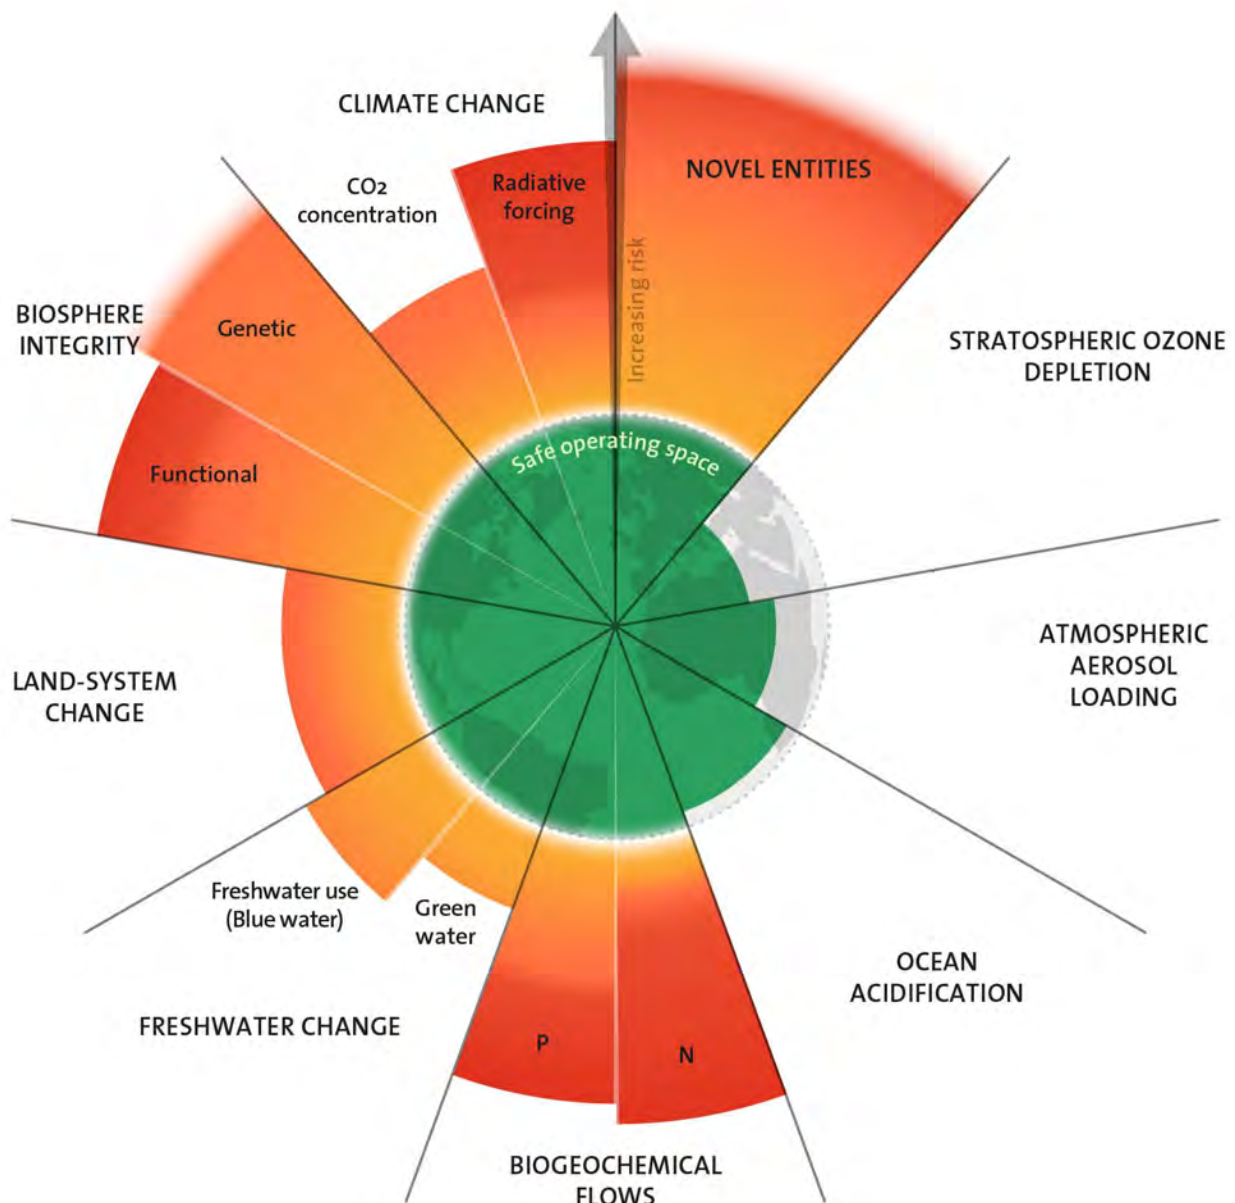 CLIMATE CHANGE
CO2
concentration
Radiative
forcing
NOVEL ENTITIES
Increasing risk
BIOSPHERE
INTEGRITY
Genetic
Functional
STRATOSPHERIC OZONE
DEPLETION
Safe operating space
ATMOSPHERIC
AEROSOL
LOADING
LAND-SYSTEM
CHANGE
Freshwater use
(Blue water)
Green
water
FRESHWATER CHANGE
OCEAN
ACIDIFICATION
P
N
BIOGEOCHEMICAL
FLOWS